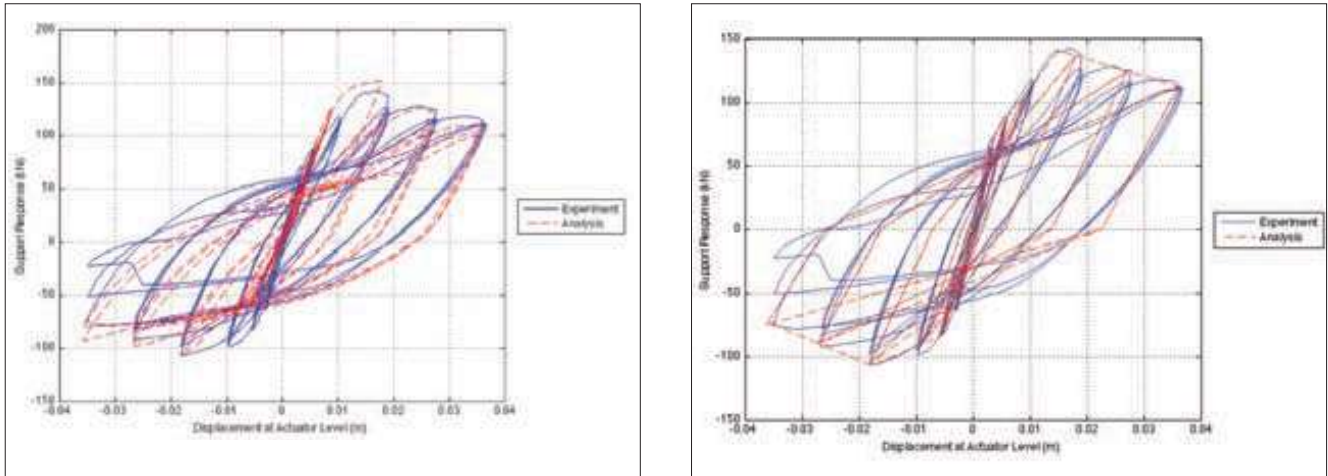 200
150
100
50
0
-50
-100
-150
-0.04 -0.03 -0.02 -0.01 0 0.01 0.02 0.03 0.04
Support Response (kN)
Displacement at Actuator Level (m)
Experiment
Analysis
150
100
50
0
-50
-100
-150
-0.04 -0.03 -0.02 -0.01 0 0.01 0.02 0.03 0.04
Support Response (kN)
Displacement at Actuator Level (m)
Experiment
Analysis